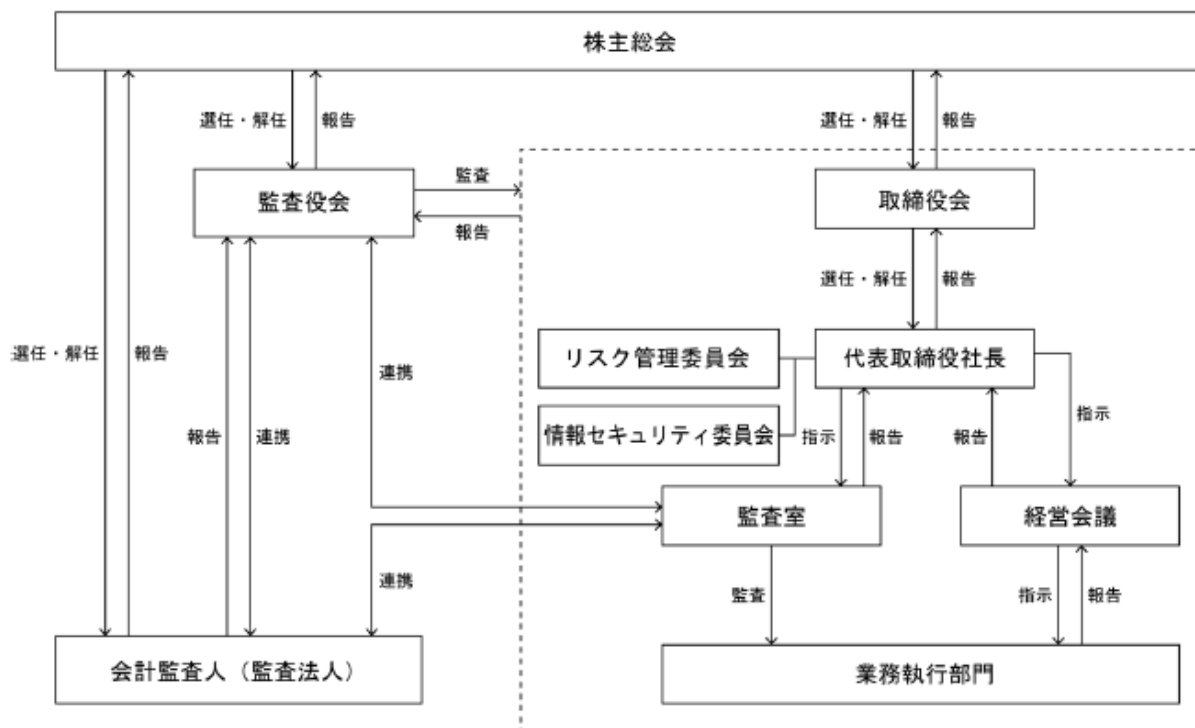 株主総会
選任・解任
報告
選任・解任
報告
監査役会
監査
報告
取締役会
選任・解任
報告
選任・解任
報告
連携
リスク管理委員会
代表取締役社長
情報セキュリティ委員会
指示
報告
報告
指示
報告
連携
監査室
経営会議
連携
監査
指示
報告
会計監査人（監査法人）
業務執行部門